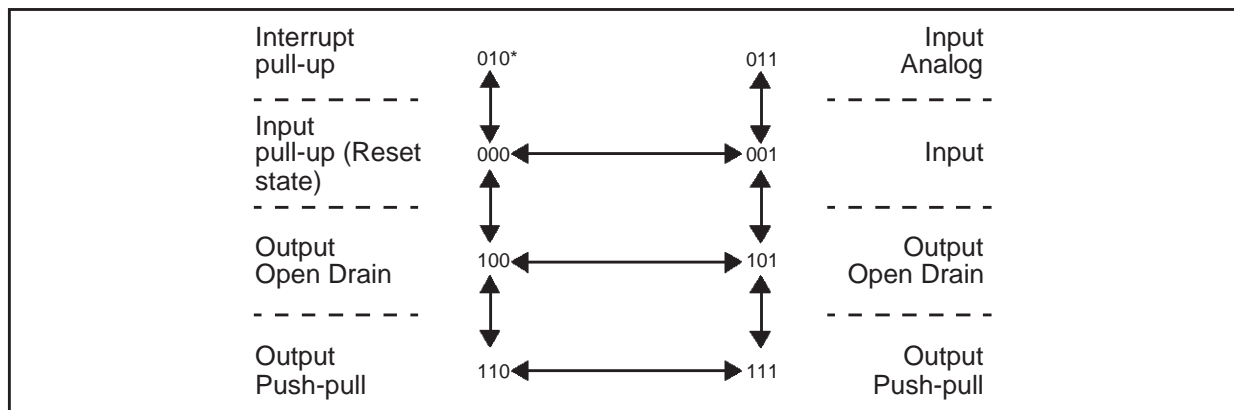 Interrupt
pull-up
010*
011
Input
Analog
Input
pull-up (Reset
state)
000
001
Input
Output
Open Drain
100
101
Output
Open Drain
Output
Push-pull
110
111
Output
Push-pull